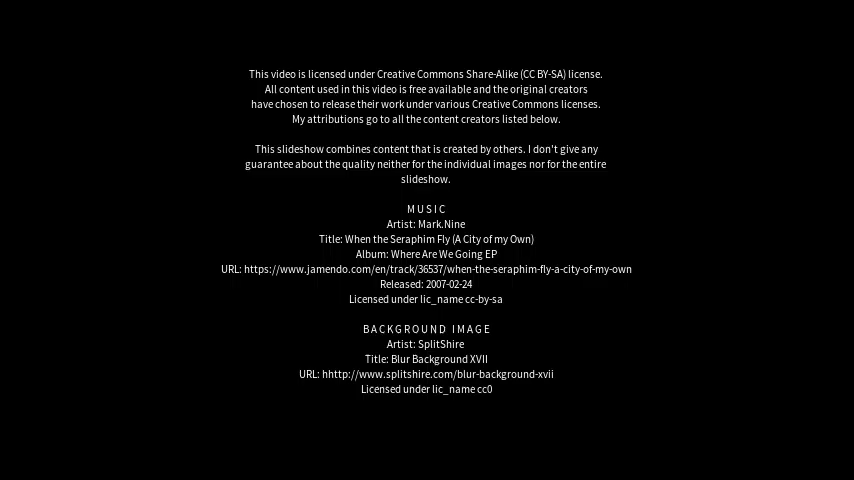 This video is licensed under Creative Commons Share-Alike (CC BY-SA) license.
All content used in this video is free available and the original creators
have chosen to release their work under various Creative Commons licenses.
My attributions go to all the content creators listed below.
This slideshow combines content that is created by others. I don't give any
guarantee about the quality neither for the individual images nor for the entire
slideshow.
MUSIC
Artist: Mark.Nine
Title: When the Seraphim Fly (A City of my Own)
Album: Where Are We Going EP
URL: https://www.jamendo.com/en/track/36537/when-the-seraphim-fly-a-city-of-my-own
Released: 2007-02-24
Licensed under lic_name cc-by-sa
BACKGROUND IMAGE
Artist: SplitShire
Title: Blur Background XVII
URL: hhttp://www.splitshire.com/blur-background-xvii
Licensed under lic_name cc0